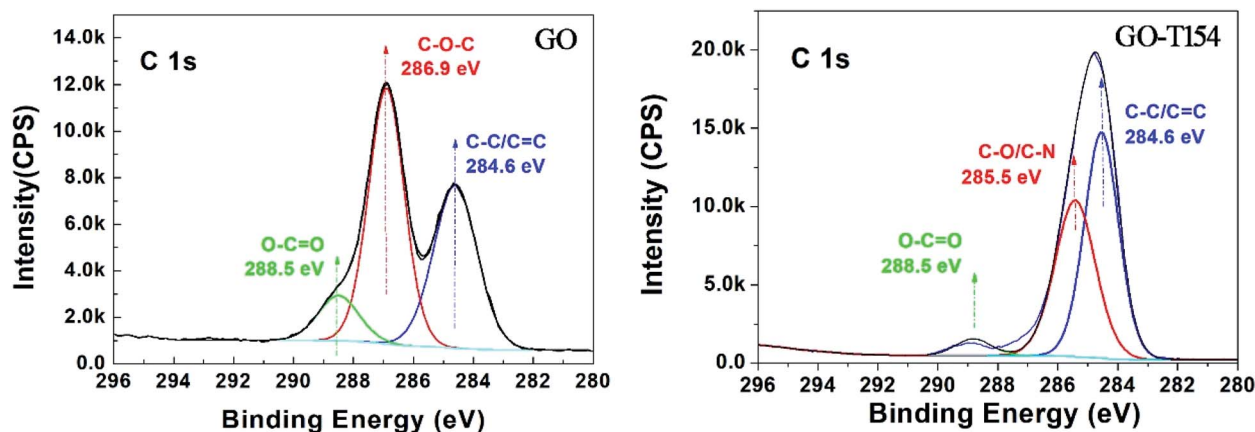 GO
C 1s
14.0k
12.0k
10.0k
8.0k
6.0k
4.0k
2.0k
0.0
Intensity(CPS)
C-O-C
286.9 eV
C-C/C=C
284.6 eV
O-C=O
288.5 eV
296 294 292 290 288 286 284 282 280
Binding Energy (eV)
GO-T154
C 1s
20.0k
15.0k
10.0k
5.0k
0.0
Intensity (CPS)
C-C/C=C
284.6 eV
C-O/C-N
285.5 eV
O-C=O
288.5 eV
296 294 292 290 288 286 284 282 280
Binding Energy (eV)